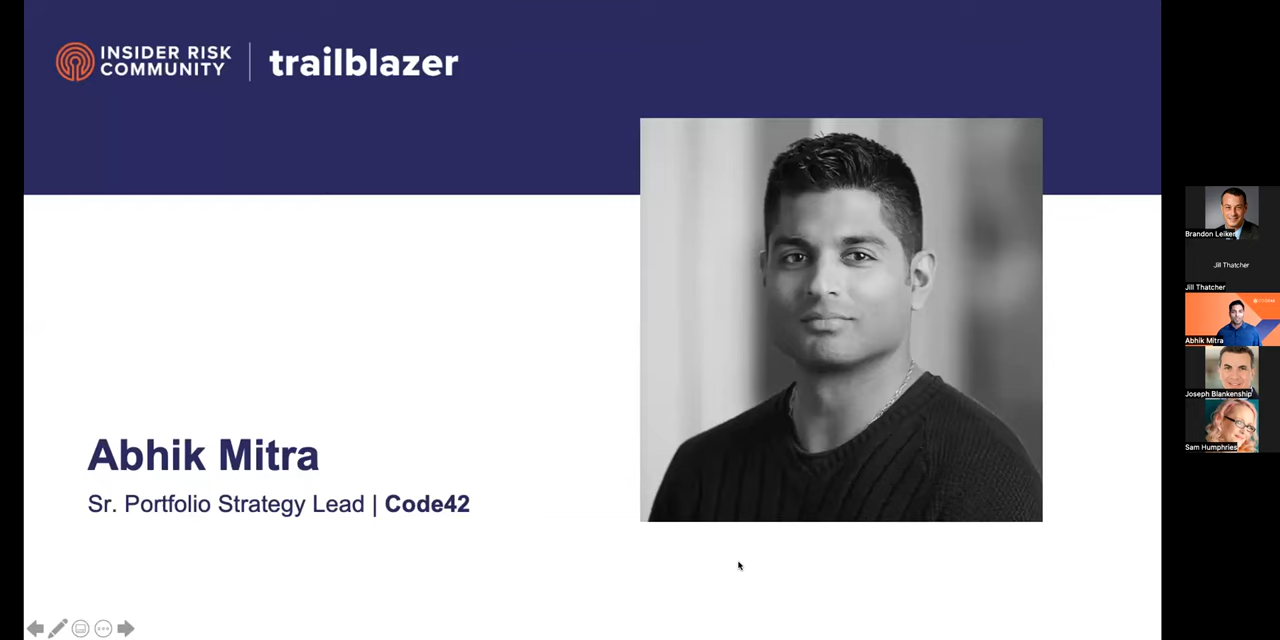 INSIDER RISK
COMMUNITY
trailblazer
Abhik Mitra
Sr. Portfolio Strategy Lead | Code42
Brandon Leiker
Jill Thatcher
Jill Thatcher
Abhik Mitra
Joseph Blankenship
Sam Humphries